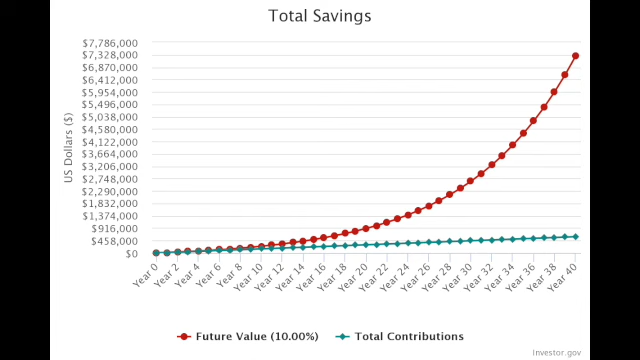 Total Savings
$7,786,000
$7,328,000
$6,870,000
$6,412,000
$5,954,000
$5,496,000
$5,038,000
$4,580,000
$4,122,000
$3,664,000
$3,206,000
$2,748,000
$2,290,000
$1,832,000
$1,374,000
$916,000
$458,000
$0
US Dollars ($)
Year 0
Year 2
Year 4
Year 6
Year 8
Year 10
Year 12
Year 14
Year 16
Year 18
Year 20
Year 22
Year 24
Year 26
Year 28
Year 30
Year 32
Year 34
Year 36
Year 38
Year 40
Future Value (10.00%)
Total Contributions
Investor.gov